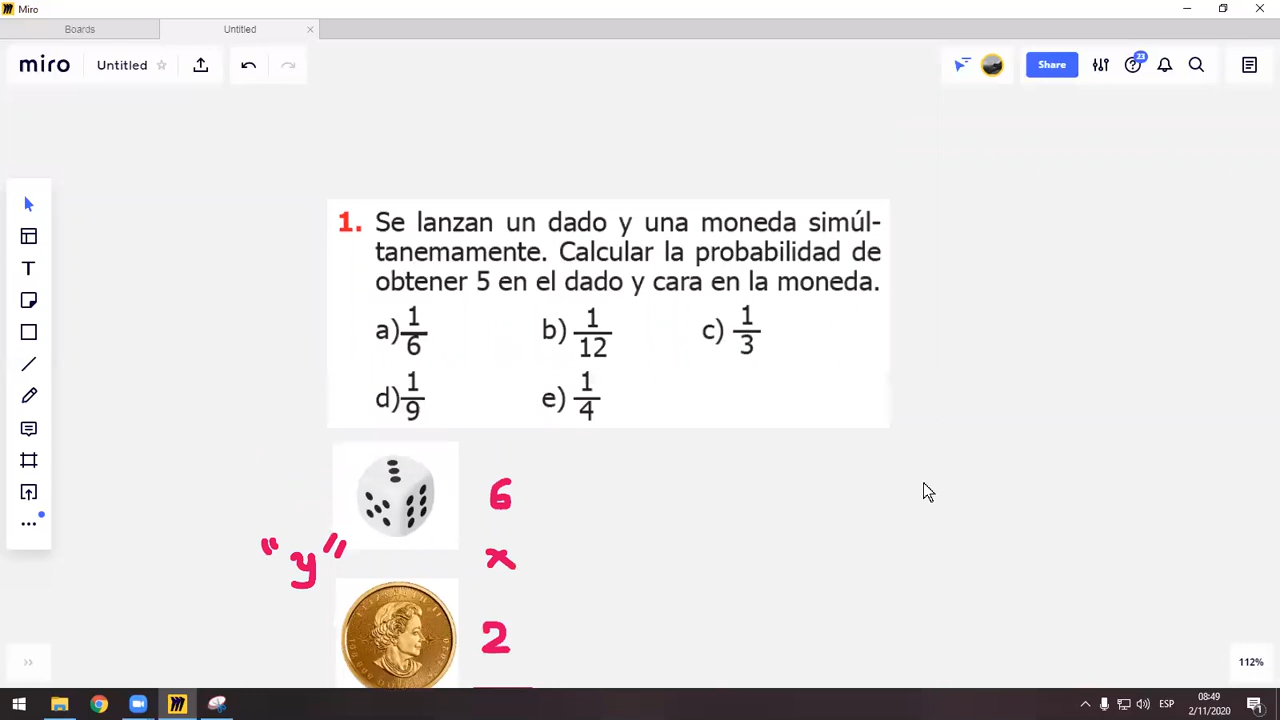 Miro
Boards
Untitled
miro
Untitled
Share
23
1. Se lanzan un dado y una moneda simúl-
tanemamente. Calcular la probabilidad de
obtener 5 en el dado y cara en la moneda.
a) 1/6 b) 1/12 c) 1/3
d) 1/9 e) 1/4
6
"y"
x
2
112%
ESP
08:49
2/11/2020
1